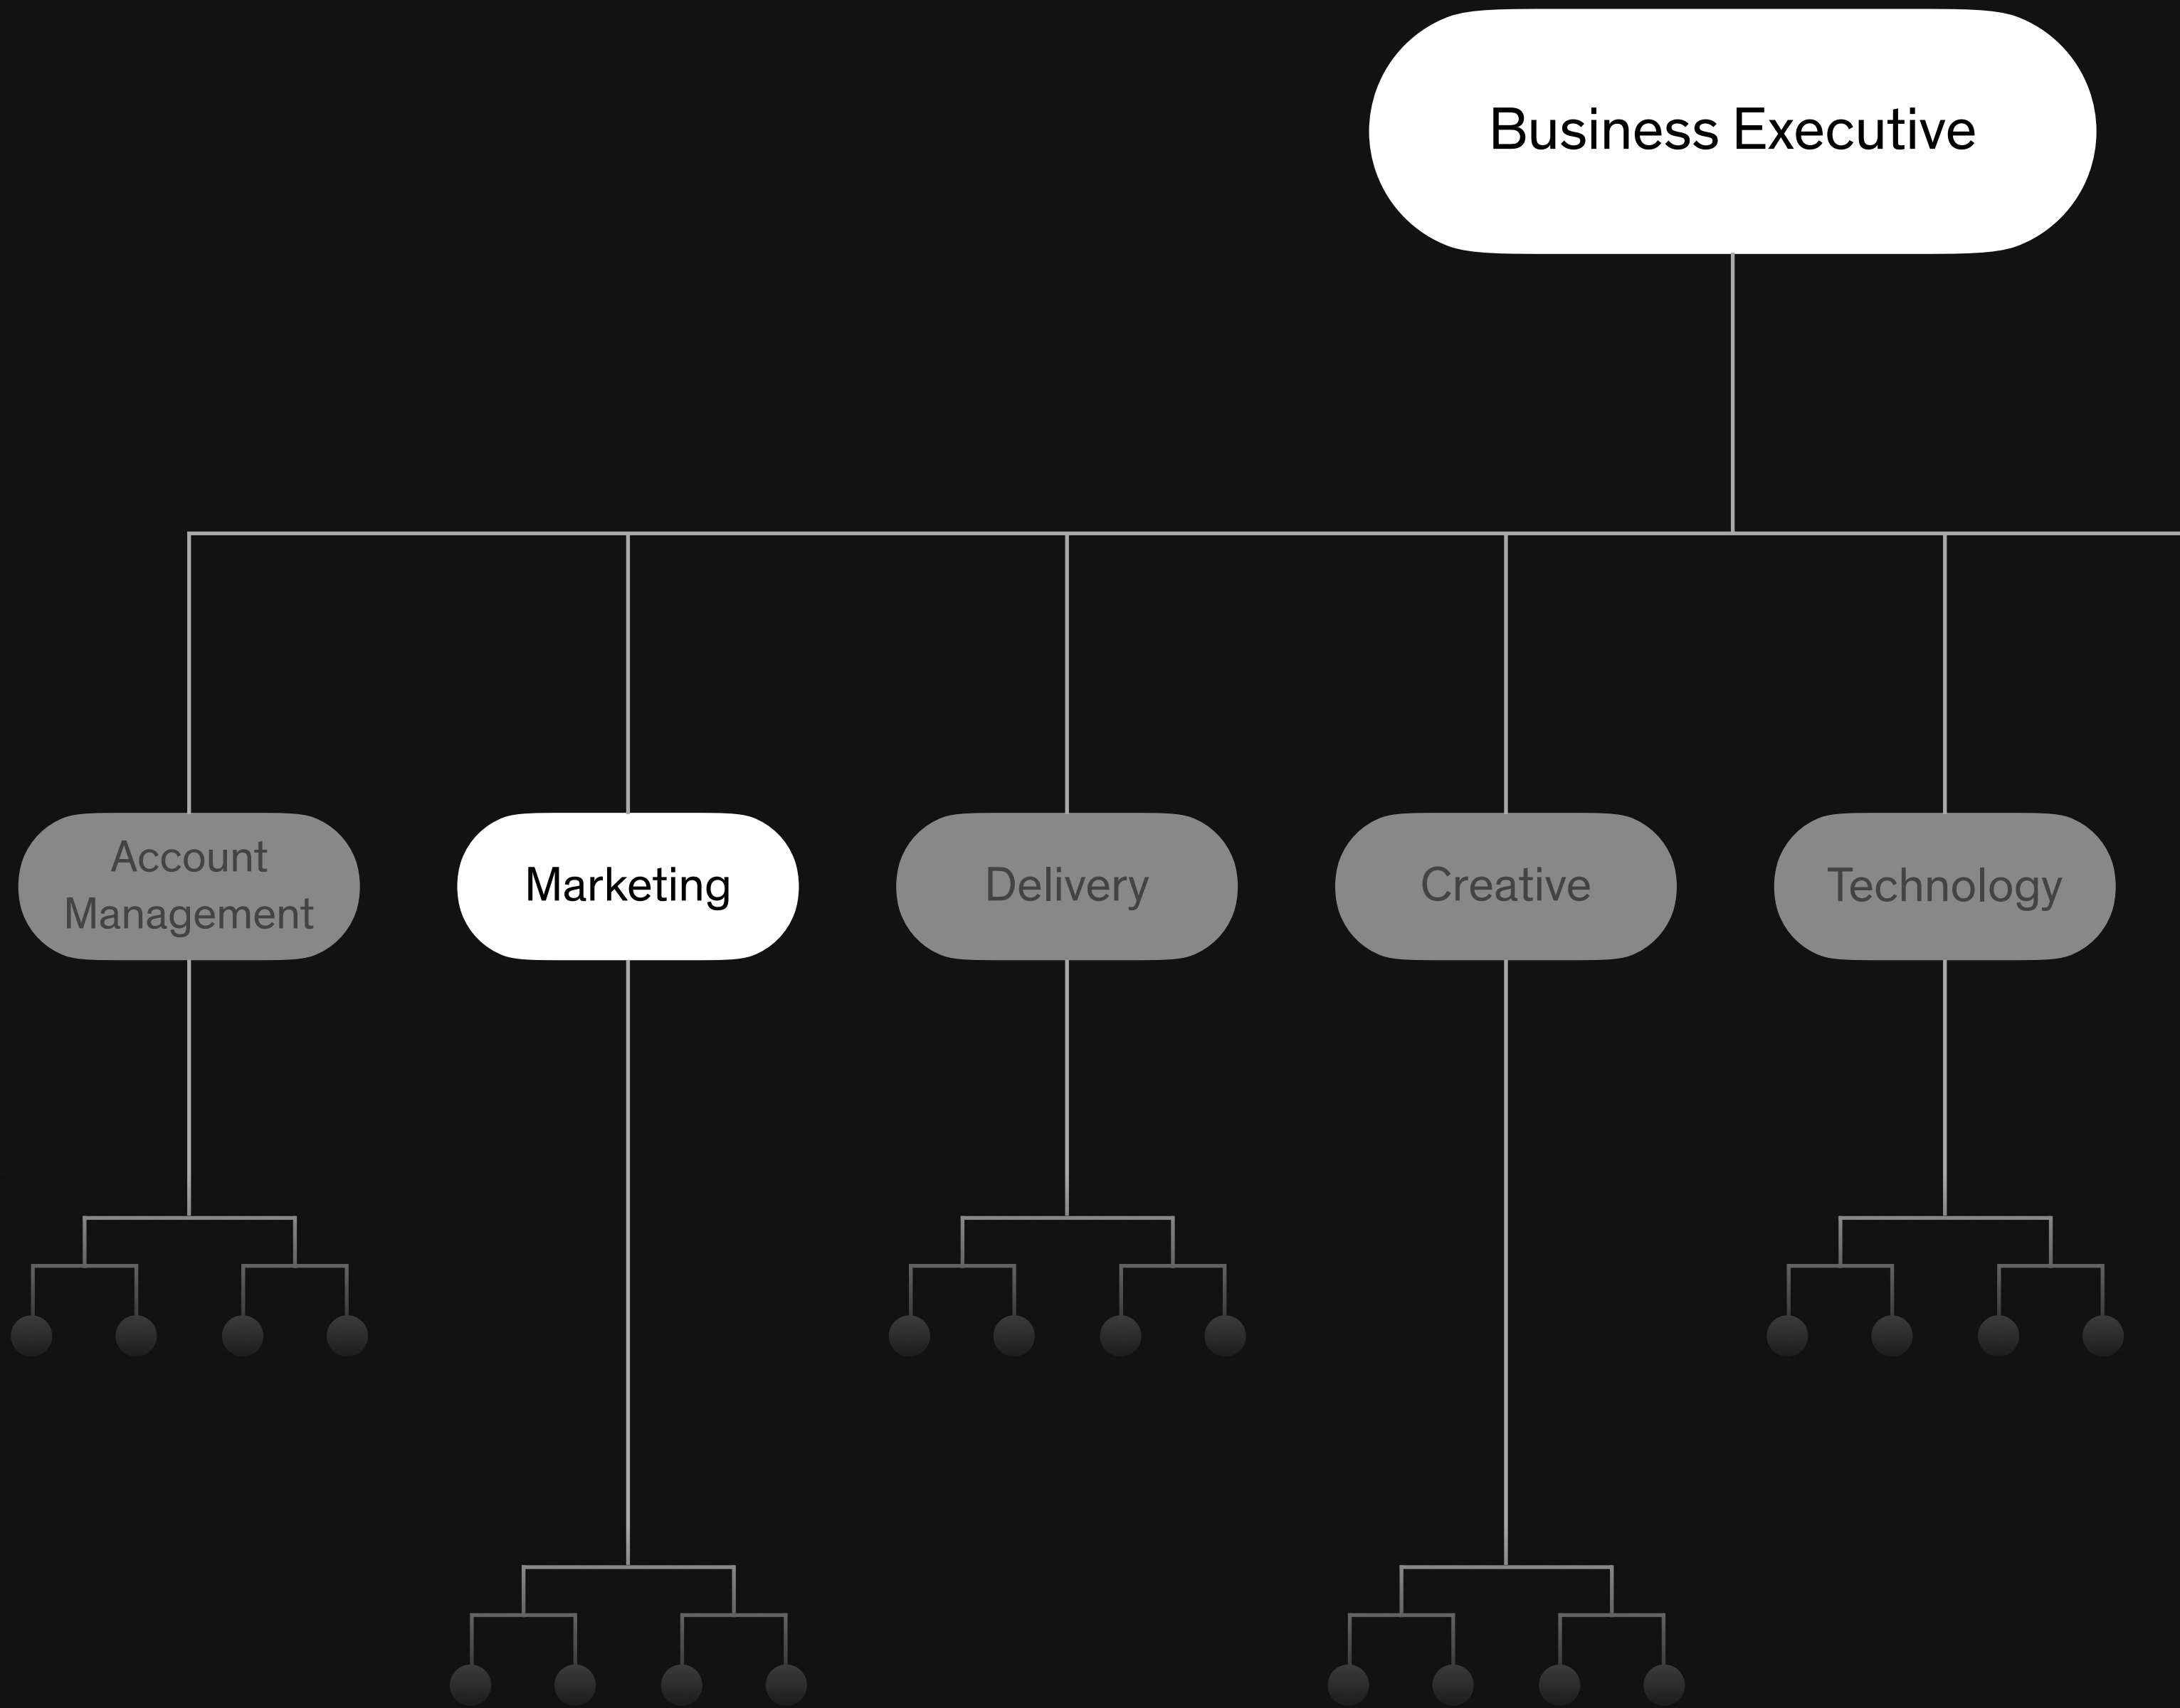 Business Executive
Account
Management
Marketing
Delivery
Creative
Technology